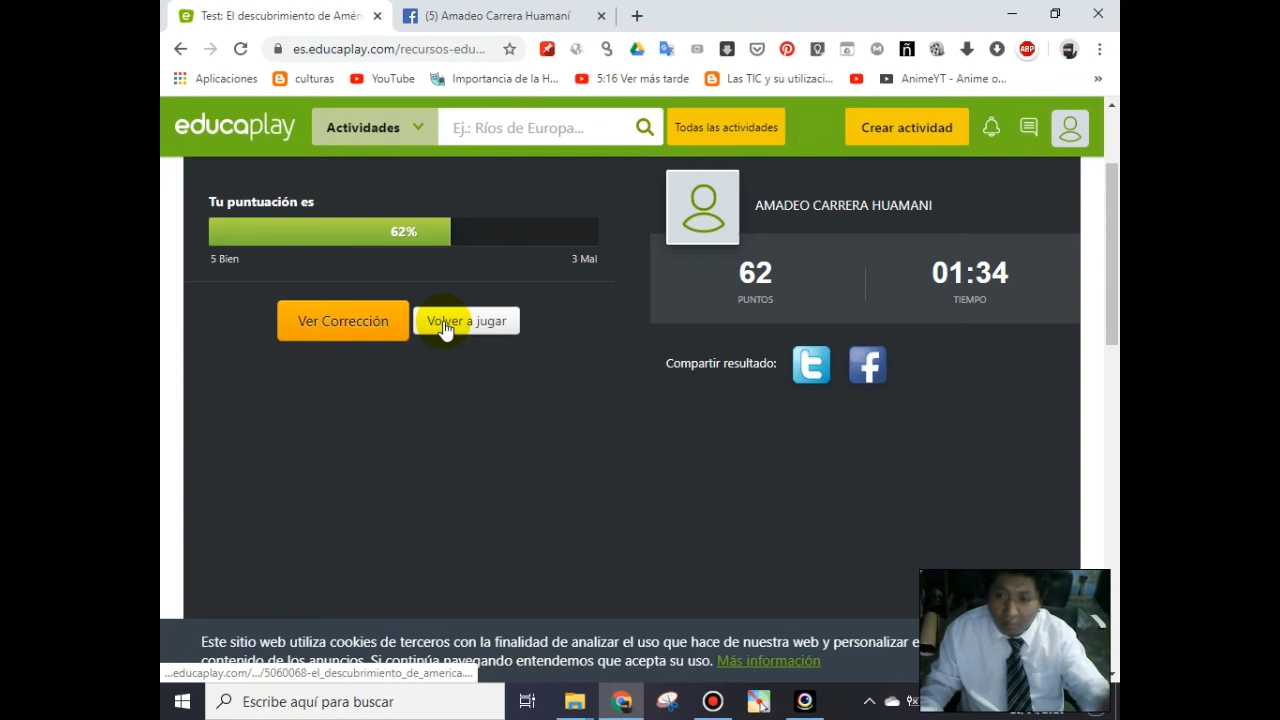 Test: El descubrimiento de Amér
(5) Amadeo Carrera Huamaní
es.educaplay.com/recursos-edu...
Aplicaciones
culturas
YouTube
Importancia de la H...
5:16 Ver más tarde
Las TIC y su utilizaci...
AnimeYT - Anime o...
educaplay
Actividades
Ej.: Ríos de Europa...
Todas las actividades
Crear actividad
Tu puntuación es
62%
5 Bien
3 Mal
Ver Corrección
Volver a jugar
AMADEO CARRERA HUAMANI
62
PUNTOS
01:34
TIEMPO
Compartir resultado:
Este sitio web utiliza cookies de terceros con la finalidad de analizar el uso que hace de nuestra web y personalizar e
contenido de los anuncios. Si continúa navegando entendemos que acepta su uso. Más información
...educaplay.com/.../5060068-el_descubrimiento_de_america....
Escribe aquí para buscar